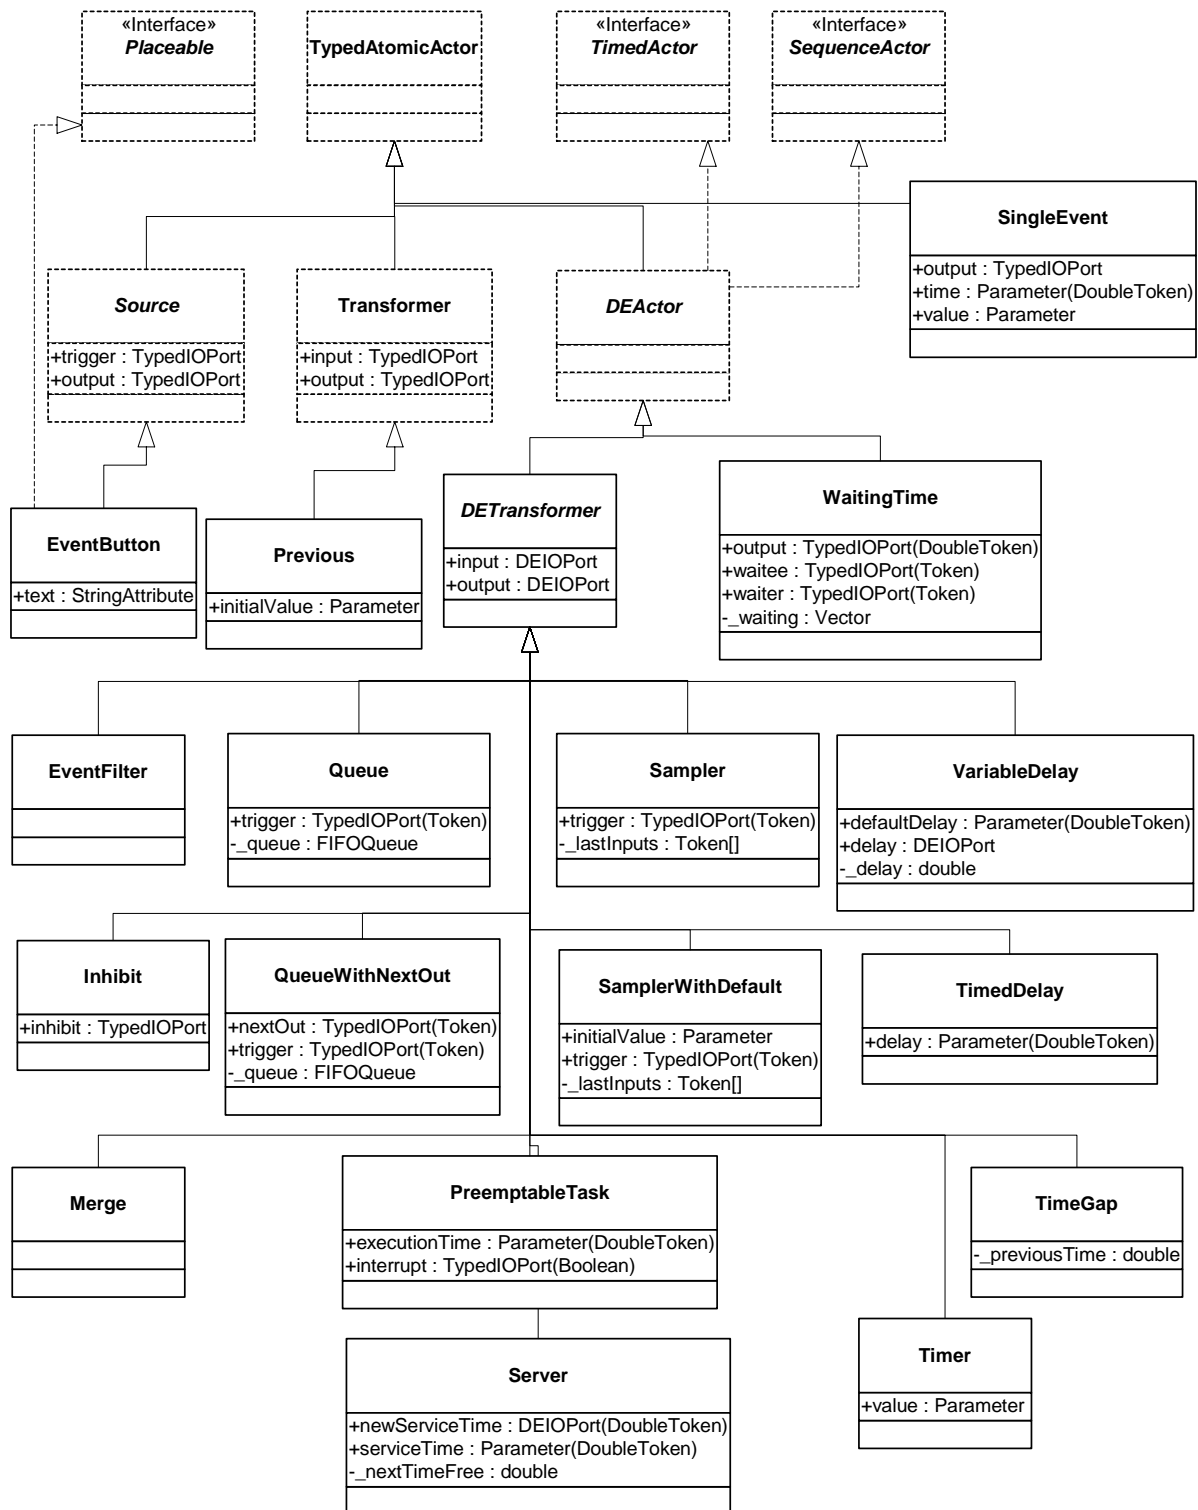 «Interface»
Placeable
TypedAtomicActor
«Interface»
TimedActor
«Interface»
SequenceActor
SingleEvent
+output : TypedIOPort
+time : Parameter(DoubleToken)
+value : Parameter
Source
+trigger : TypedIOPort
+output : TypedIOPort
Transformer
+input : TypedIOPort
+output : TypedIOPort
DEActor
EventButton
+text : StringAttribute
Previous
+initialValue : Parameter
DETransformer
+input : DEIOPort
+output : DEIOPort
WaitingTime
+output : TypedIOPort(DoubleToken)
+waitee : TypedIOPort(Token)
+waiter : TypedIOPort(Token)
-_waiting : Vector
EventFilter
Queue
+trigger : TypedIOPort(Token)
-_queue : FIFOQueue
Sampler
+trigger : TypedIOPort(Token)
-_lastInputs : Token[]
VariableDelay
+defaultDelay : Parameter(DoubleToken)
+delay : DEIOPort
-_delay : double
Inhibit
+inhibit : TypedIOPort
QueueWithNextOut
+nextOut : TypedIOPort(Token)
+trigger : TypedIOPort(Token)
-_queue : FIFOQueue
SamplerWithDefault
+initialValue : Parameter
+trigger : TypedIOPort(Token)
-_lastInputs : Token[]
TimedDelay
+delay : Parameter(DoubleToken)
Merge
PreemptableTask
+executionTime : Parameter(DoubleToken)
+interrupt : TypedIOPort(Boolean)
TimeGap
-_previousTime : double
Server
+newServiceTime : DEIOPort(DoubleToken)
+serviceTime : Parameter(DoubleToken)
-_nextTimeFree : double
Timer
+value : Parameter